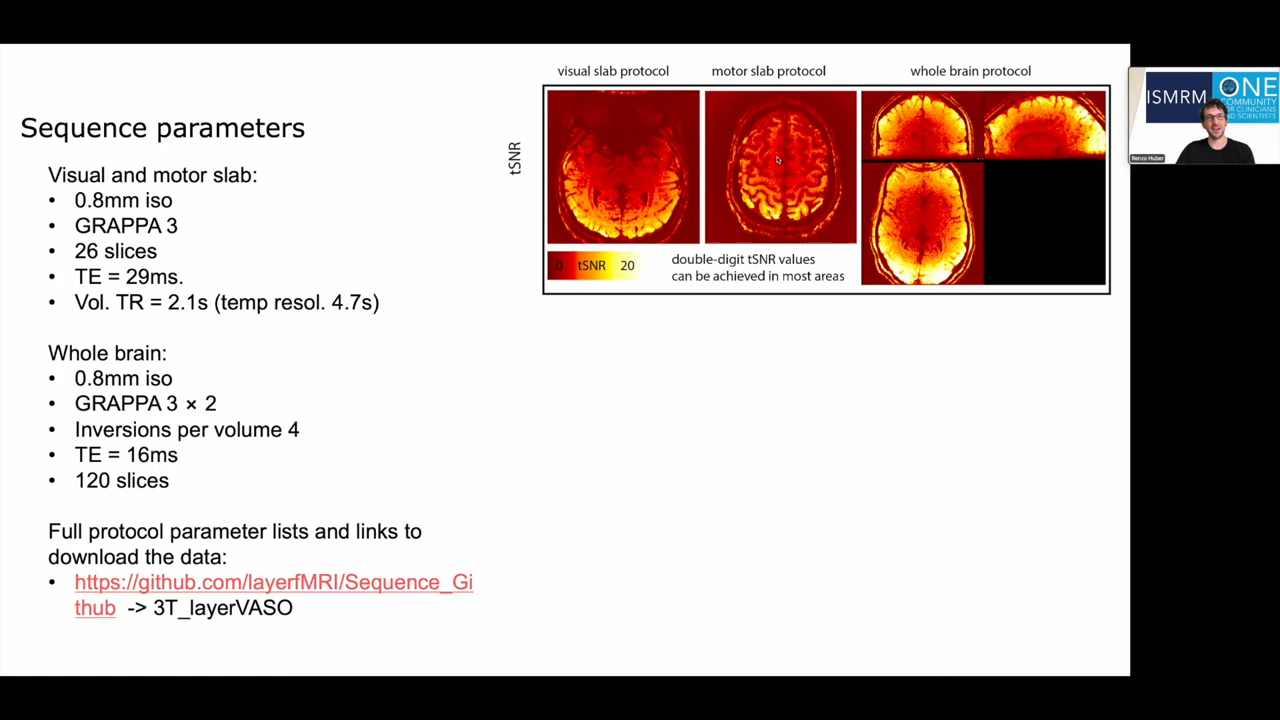 Sequence parameters
Visual and motor slab:
• 0.8mm iso
• GRAPPA 3
• 26 slices
• TE = 29ms.
• Vol. TR = 2.1s (temp resol. 4.7s)
Whole brain:
• 0.8mm iso
• GRAPPA 3 × 2
• Inversions per volume 4
• TE = 16ms
• 120 slices
Full protocol parameter lists and links to
download the data:
• https://github.com/layerfMRI/Sequence_Gi
thub -> 3T_layerVASO
visual slab protocol
motor slab protocol
whole brain protocol
tSNR
0 tSNR 20
double-digit tSNR values
can be achieved in most areas
ISMRM
ONE
COMMUNITY
FOR CLINICIANS
AND SCIENTISTS
Renzo Huber